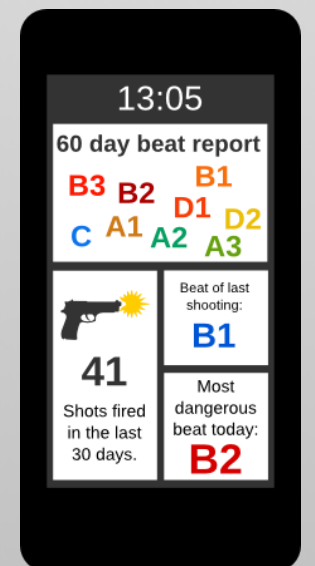 13:05
60 day beat report
B3 B2 B1
D1 D2
C A1 A2 A3
41
Shots fired
in the last
30 days.
Beat of last
shooting:
B1
Most
dangerous
beat today:
B2